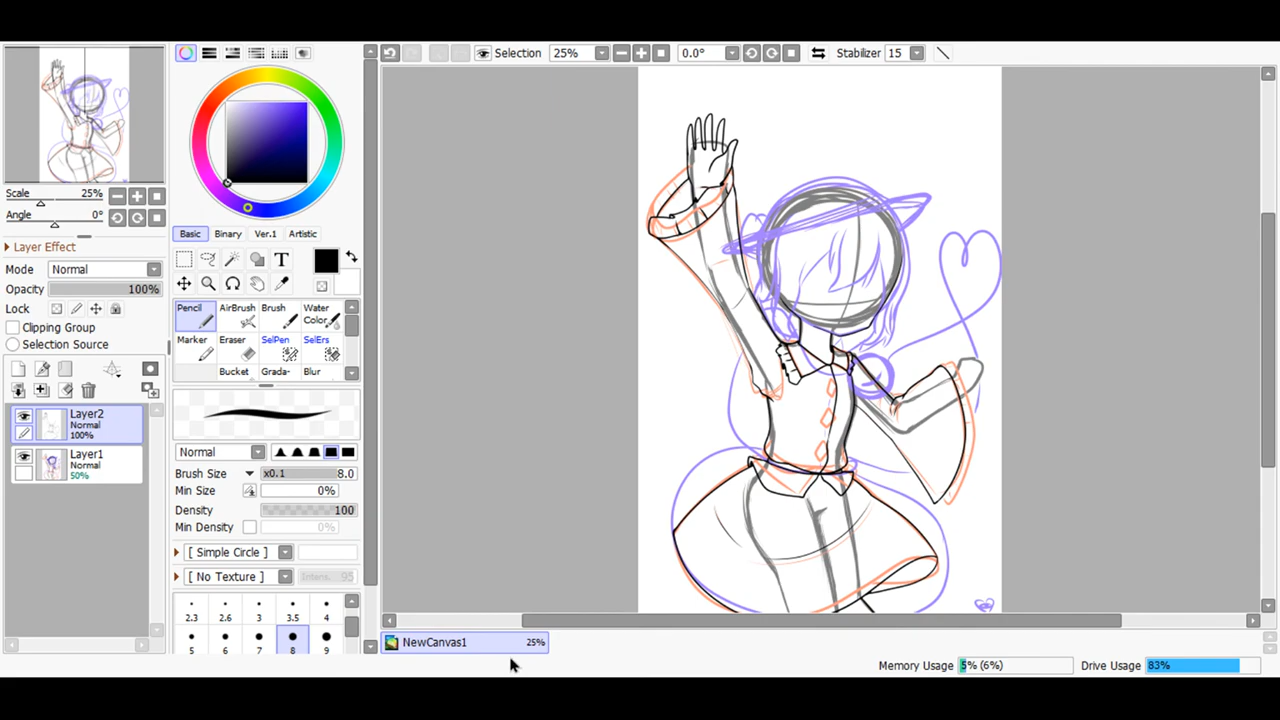 Selection 25% 0.0° Stabilizer 15
Scale 25%
Angle 0°
Layer Effect
Mode Normal
Opacity 100%
Lock
Clipping Group
Selection Source
Layer2
Normal
100%
Layer1
Normal
50%
Basic Binary Ver.1 Artistic
T
Pencil AirBrush Brush Water Color
Marker Eraser SelPen SelErs
Bucket Grada- Blur
Normal
Brush Size x0.1 8.0
Min Size 0%
Density 100
Min Density 0%
[ Simple Circle ]
[ No Texture ] Intens. 95
2.3 2.6 3 3.5 4
5 6 7 8 9
NewCanvas1 25%
Memory Usage 5% (6%) Drive Usage 83%